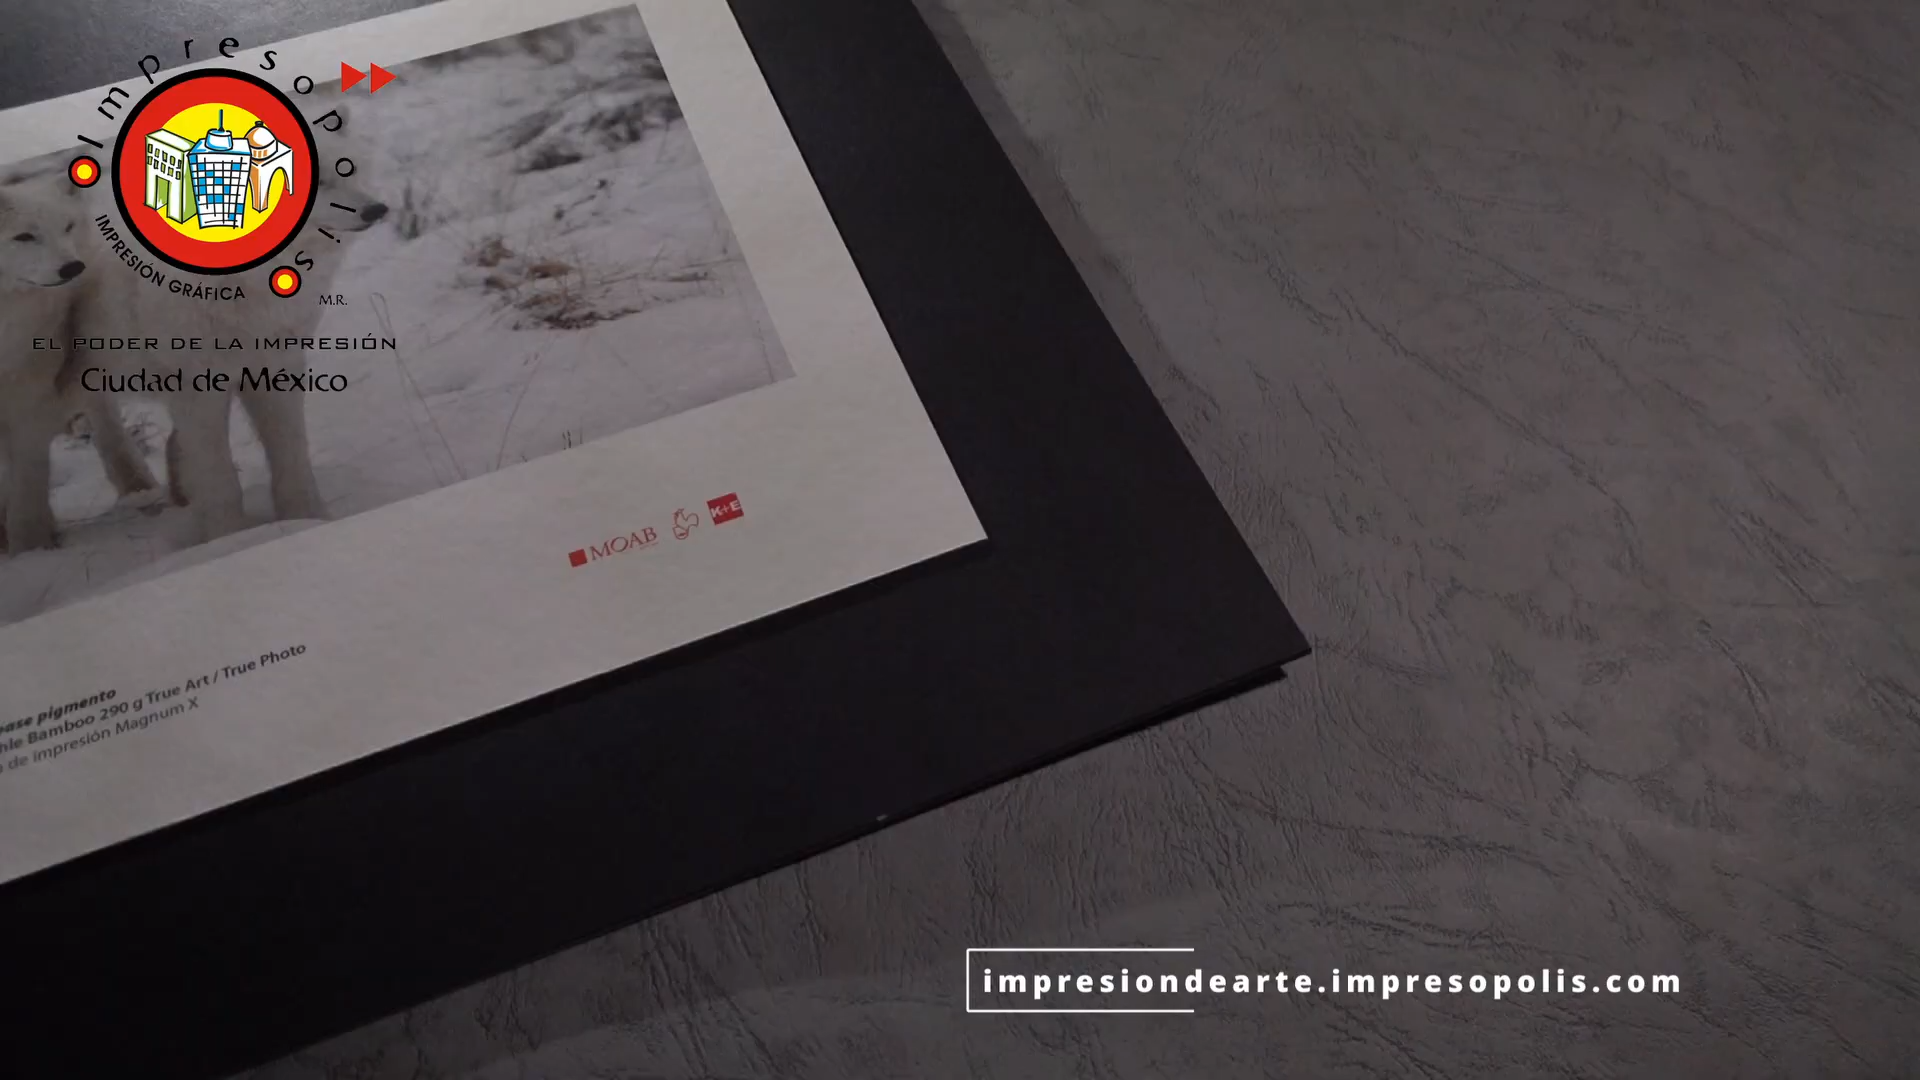 Impresopolis
IMPRESIÓN GRÁFICA
M.R.
EL PODER DE LA IMPRESIÓN
Ciudad de México
MOAB
K+E
pigmento
Bamboo 290 g True Art / True Photo
de impresión Magnum X
impresiondearte.impresopolis.com